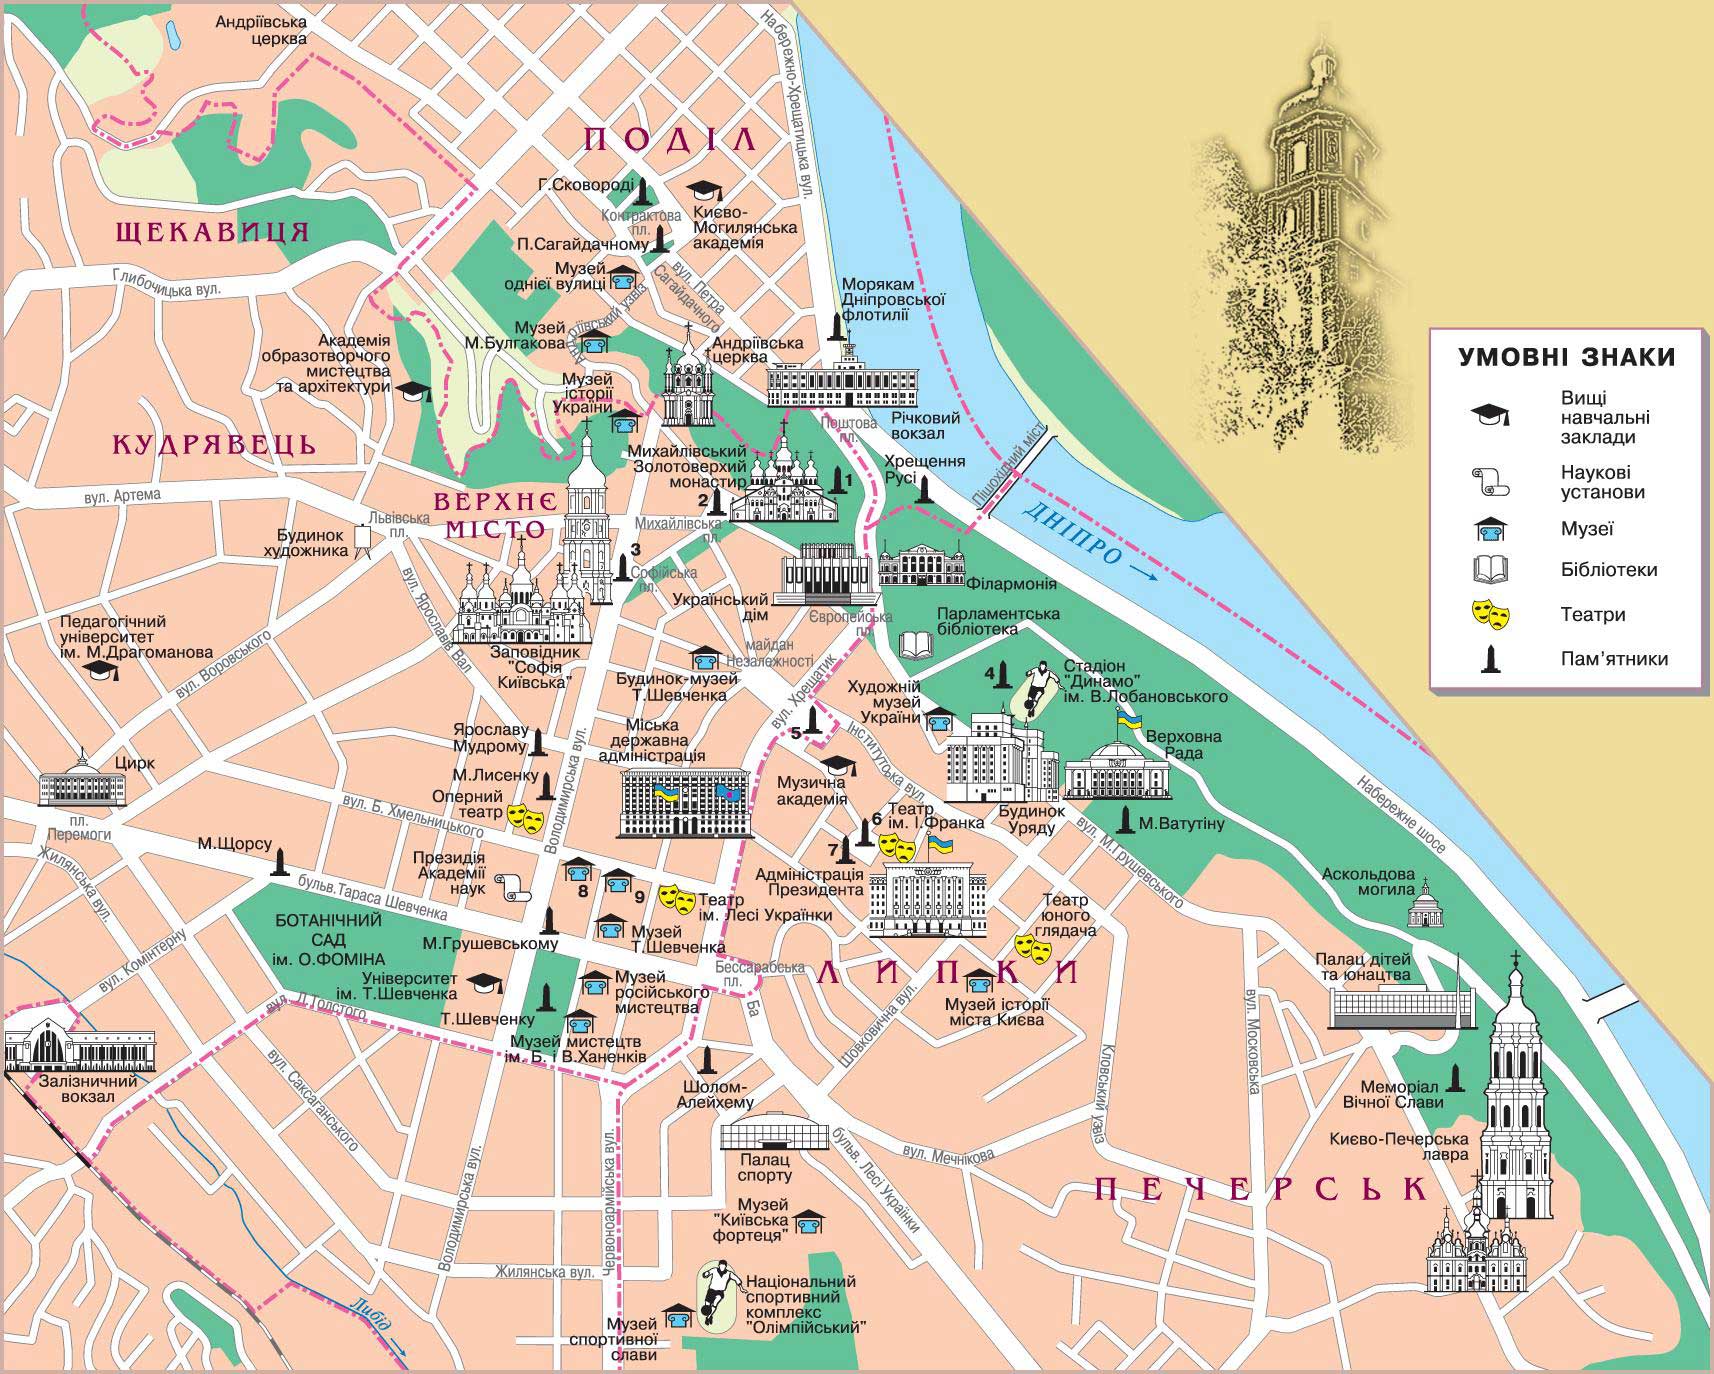 Андріївська
церква
Набережно-Хрещатицька вул.
ПОДІЛ
Г.Сковороді
Контрактова
пл.
Києво-
Могилянська
академія
П.Сагайдачному
ЩЕКАВИЦЯ
Глибочицька вул.
Музей
однієї вулиці
вул. Петра
Сагайдачного
Моряка­м
Дніпровської
флотилії
Музей
М.Булгакова
Андріївська
церква
Академія
образотворчого
мистецтва
та архітектури
Музей
історії
України
УМОВНІ ЗНАКИ
Вищі
навчальні
заклади
Наукові
установи
Музеї
Бібліотеки
Театри
Пам'ятники
Річковий
вокзал
Поштова
пл.
КУДРЯВЕЦЬ
Михайлівський
Золотоверхий
монастир
1
2
Хрещення
Русі
Пішохідний міст
вул. Артема
ВЕРХНЄ
МІСТО
Львівська
пл.
Михайлівська
пл.
ДНІПРО
Будинок
художника
3
Софійська
пл.
Філармонія
Український
дім
Європейська
пл.
Парламентська
бібліотека
вул. Ярославів Вал
Педагогічний
університет
ім. М.Драгоманова
вул. Воровського
Заповідник
"Софія
Київська"
майдан
Незалежності
Будинок-музей
Т.Шевченка
вул. Хрещатик
4
Стадіон
"Динамо"
ім. В.Лобановського
Художній
музей
України
Ярославу
Мудрому
Міська
державна
адміністрація
5
Інститутська вул.
Верховна
Рада
Цирк
пл.
Перемоги
М.Лисенку
Оперний
театр
Володимирська вул.
вул. Б. Хмельницького
Музична
академія
6
7
Театр
ім. І.Франка
Будинок
Уряду
М.Ватутіну
вул. М.Грушевського
Набережне шосе
М.Щорсу
Жилянська вул.
бульв.Тараса Шевченка
Президія
Академії
наук
8
9
Театр
ім. Лесі Українки
Адміністрація
Президента
Театр
юного
глядача
Аскольдова
могила
БОТАНІЧНИЙ
САД
ім. О.ФОМІНА
М.Грушевському
Музей
Т.Шевченка
Бессарабська
пл.
ЛИПКИ
Палац дітей
та юнацтва
вул. Комінтерну
Університет
ім. Т.Шевченка
Музей
російського
мистецтва
Музей історії
міста Києва
вул. Л.Толстого
Т.Шевченку
Музей мистецтв
ім. Б. і В.Ханенків
Ба
Шовковична вул.
вул. Московська
Залізничний
вокзал
вул. Саксаганського
Шолом-
Алейхему
Кловський узвіз
Меморіал
Вічної Слави
Палац
спорту
бульв. Лесі Українки
вул. Мечнікова
Києво-Печерська
лавра
ПЕЧЕРСЬК
Володимирська вул.
Червоноармійська вул.
Музей
"Київська
фортеця"
Жилянська вул.
Національний
спортивний
комплекс
"Олімпійський"
Либідь
Музей
спортивної
слави